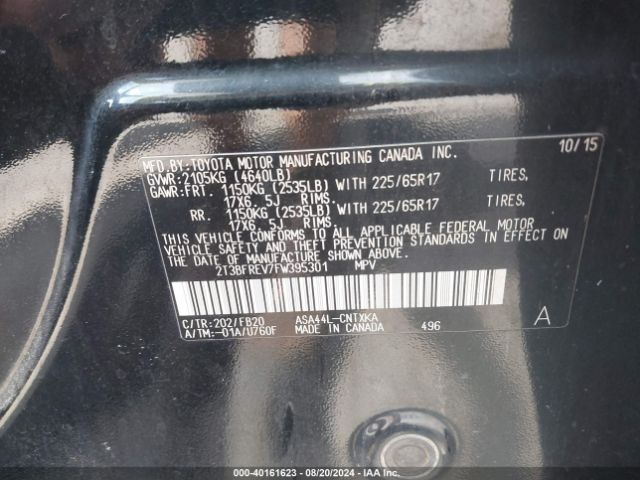 MFD.BY:TOYOTA MOTOR MANUFACTURING CANADA INC. 10/15
GVWR:2105KG (4640LB)
GAWR:FRT. 1150KG (2535LB) WITH 225/65R17 TIRES,
17X6. 5J RIMS.
RR. 1150KG (2535LB) WITH 225/65R17 TIRES,
17X6. 5J RIMS.
THIS VEHICLE CONFORMS TO ALL APPLICABLE FEDERAL MOTOR
VEHICLE SAFETY AND THEFT PREVENTION STANDARDS IN EFFECT ON
THE DATE OF MANUFACTURE SHOWN ABOVE.
2T3BFREV7FW395301 MPV
C/TR:202/FB20 ASA44L-CNTXKA
A/TM:-01A/U760F MADE IN CANADA 496 A
000-40161623 - 08/20/2024 - IAA Inc.